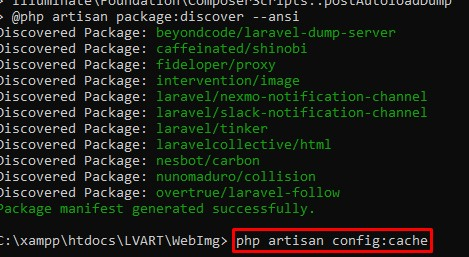 > Illuminate\Foundation\ComposerScripts::postAutoloadDump
> @php artisan package:discover --ansi
Discovered Package: beyondcode/laravel-dump-server
Discovered Package: caffeinated/shinobi
Discovered Package: fideloper/proxy
Discovered Package: intervention/image
Discovered Package: laravel/nexmo-notification-channel
Discovered Package: laravel/slack-notification-channel
Discovered Package: laravel/tinker
Discovered Package: laravelcollective/html
Discovered Package: nesbot/carbon
Discovered Package: nunomaduro/collision
Discovered Package: overtrue/laravel-follow
Package manifest generated successfully.
C:\xampp\htdocs\LVART\WebImg> php artisan config:cache